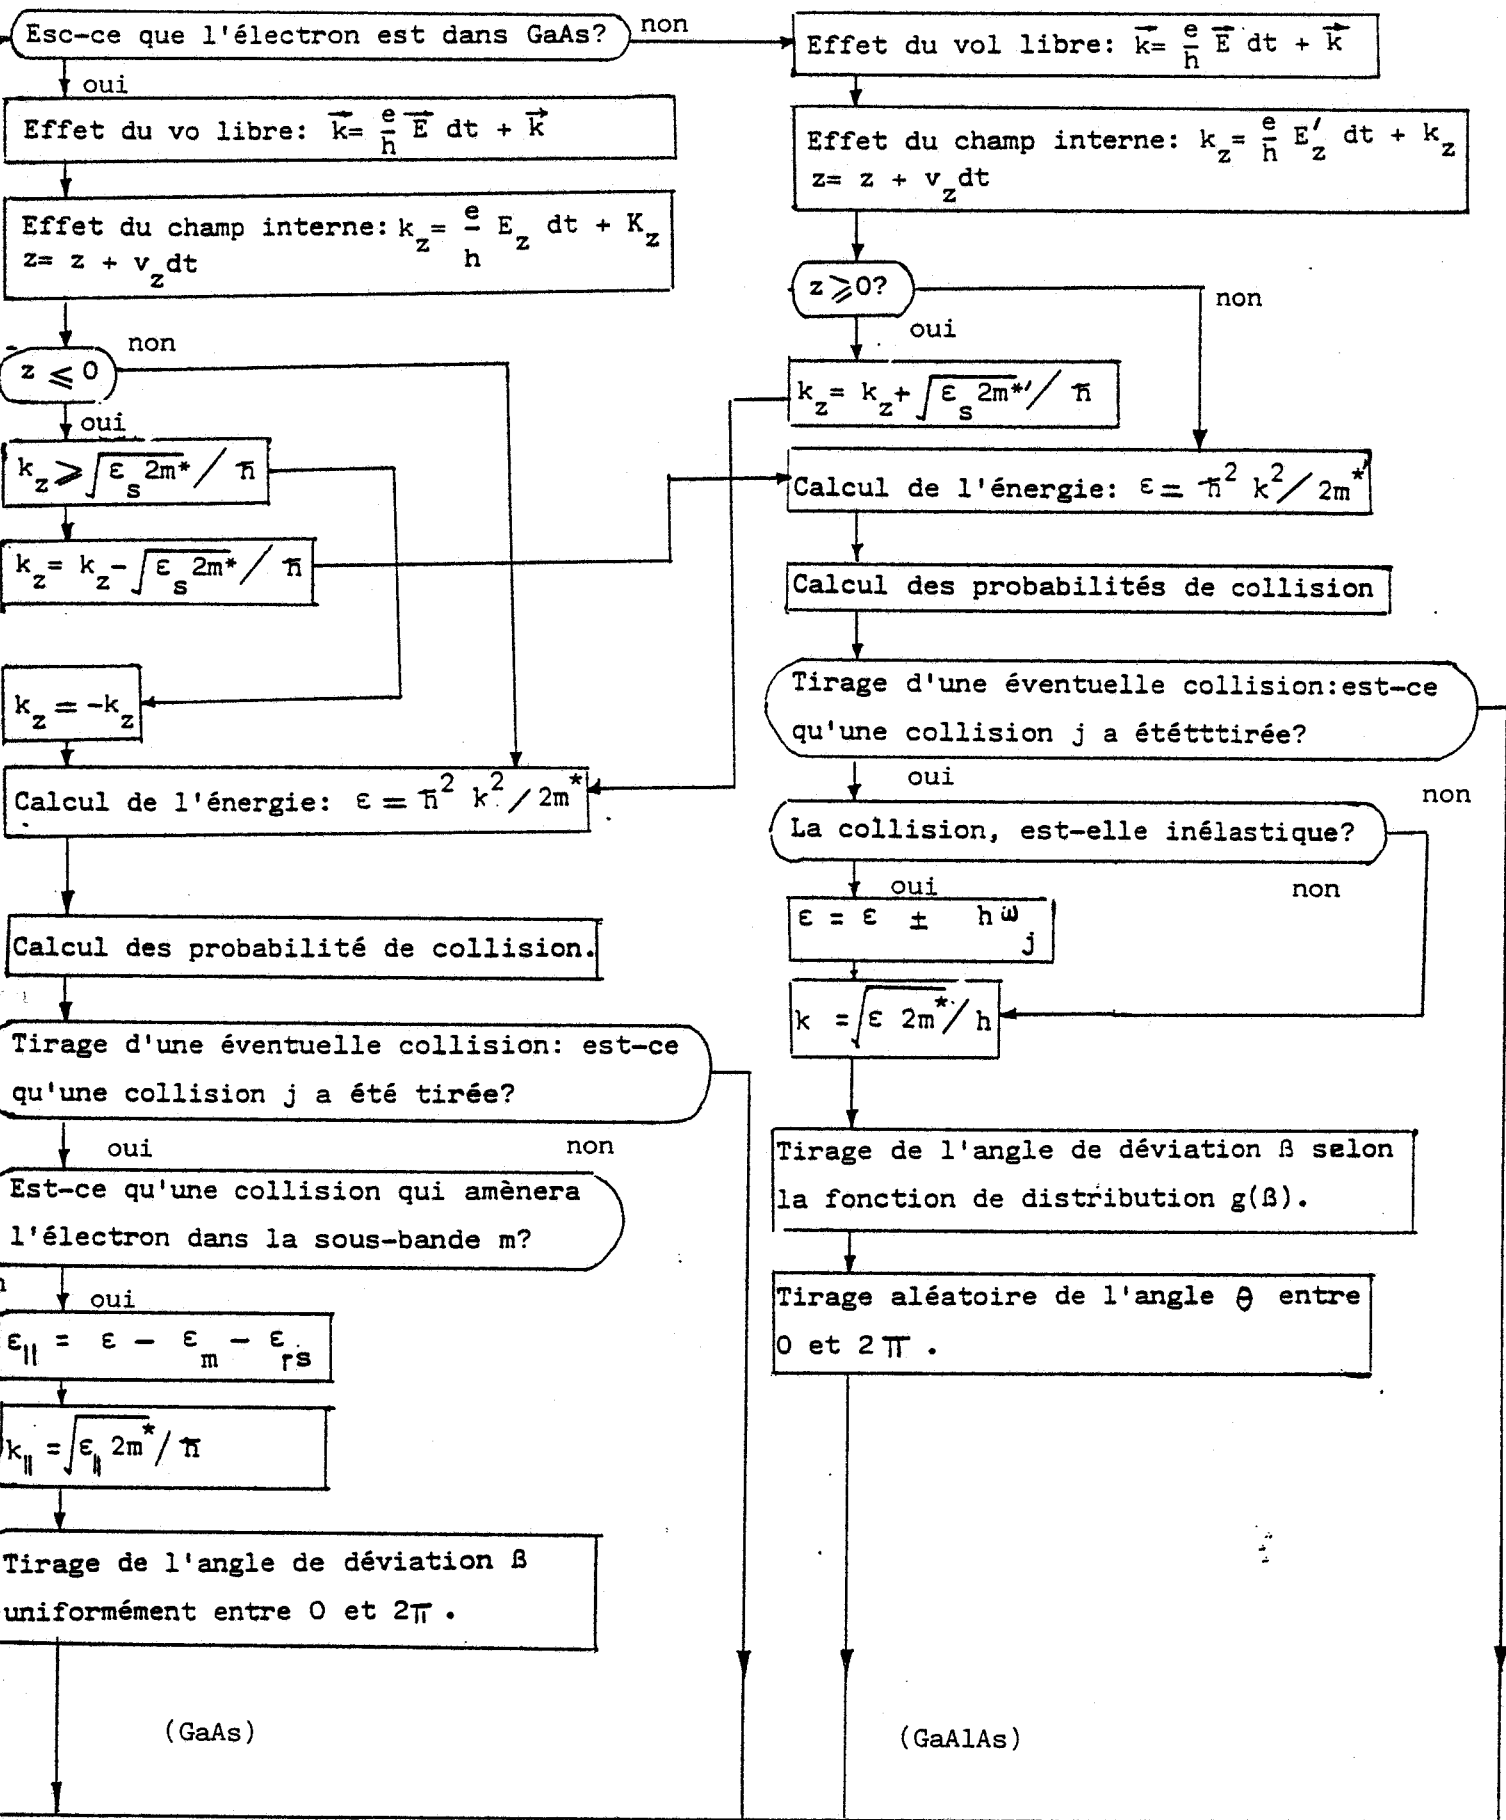 Esc-ce que l'électron est dans GaAs?
non
oui
Effet du vo libre: k⃗= e/h E⃗ dt + k⃗
Effet du champ interne: k_z= e/h E_z dt + K_z
z= z + v_z dt
non
z ⩽ 0
oui
k_z ⩾ √(ε_s 2m*) / ħ
k_z= k_z- √(ε_s 2m*) / ħ
k_z = -k_z
Calcul de l'énergie: ε = ħ² k² / 2m*
Calcul des probabilité de collision.
Tirage d'une éventuelle collision: est-ce
qu'une collision j a été tirée?
oui
non
Est-ce qu'une collision qui amènera
l'électron dans la sous-bande m?
oui
ε_|| = ε - ε_m - ε_rs
k_|| = √(ε_|| 2m*) / ħ
Tirage de l'angle de déviation β
uniformément entre 0 et 2π .
(GaAs)
Effet du vol libre: k⃗= e/h E⃗ dt + k⃗
Effet du champ interne: k_z= e/h E'_z dt + k_z
z= z + v_z dt
z ⩾ 0?
non
oui
k_z= k_z+ √(ε_s 2m*') / ħ
Calcul de l'énergie: ε = ħ² k² / 2m*'
Calcul des probabilités de collision
Tirage d'une éventuelle collision:est-ce
qu'une collision j a ététttirée?
oui
non
La collision, est-elle inélastique?
oui
non
ε = ε ± hω_j
k = √(ε 2m*) / h
Tirage de l'angle de déviation β selon
la fonction de distribution g(β).
Tirage aléatoire de l'angle θ entre
0 et 2 π .
(GaAlAs)